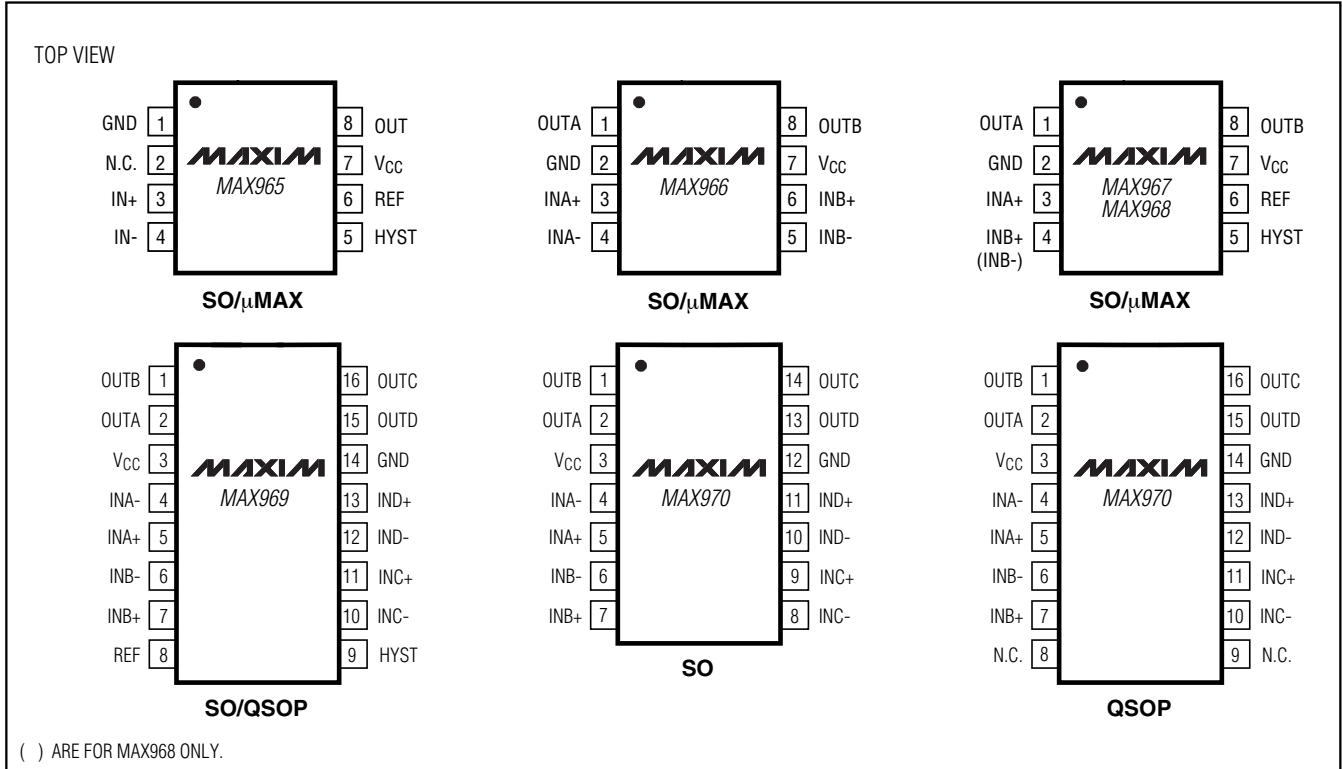 TOP VIEW
GND 1
N.C. 2
IN+ 3
IN- 4
MAXIM
MAX965
8 OUT
7 VCC
6 REF
5 HYST
SO/µMAX
OUTA 1
GND 2
INA+ 3
INA- 4
MAXIM
MAX966
8 OUTB
7 VCC
6 INB+
5 INB-
SO/µMAX
OUTA 1
GND 2
INA+ 3
INB+ 4
(INB-)
MAXIM
MAX967
MAX968
8 OUTB
7 VCC
6 REF
5 HYST
SO/µMAX
OUTB 1
OUTA 2
VCC 3
INA- 4
INA+ 5
INB- 6
INB+ 7
REF 8
MAXIM
MAX969
16 OUTC
15 OUTD
14 GND
13 IND+
12 IND-
11 INC+
10 INC-
9 HYST
SO/QSOP
OUTB 1
OUTA 2
VCC 3
INA- 4
INA+ 5
INB- 6
INB+ 7
MAXIM
MAX970
14 OUTC
13 OUTD
12 GND
11 IND+
10 IND-
9 INC+
8 INC-
SO
OUTB 1
OUTA 2
VCC 3
INA- 4
INA+ 5
INB- 6
INB+ 7
N.C. 8
MAXIM
MAX970
16 OUTC
15 OUTD
14 GND
13 IND+
12 IND-
11 INC+
10 INC-
9 N.C.
QSOP
( ) ARE FOR MAX968 ONLY.